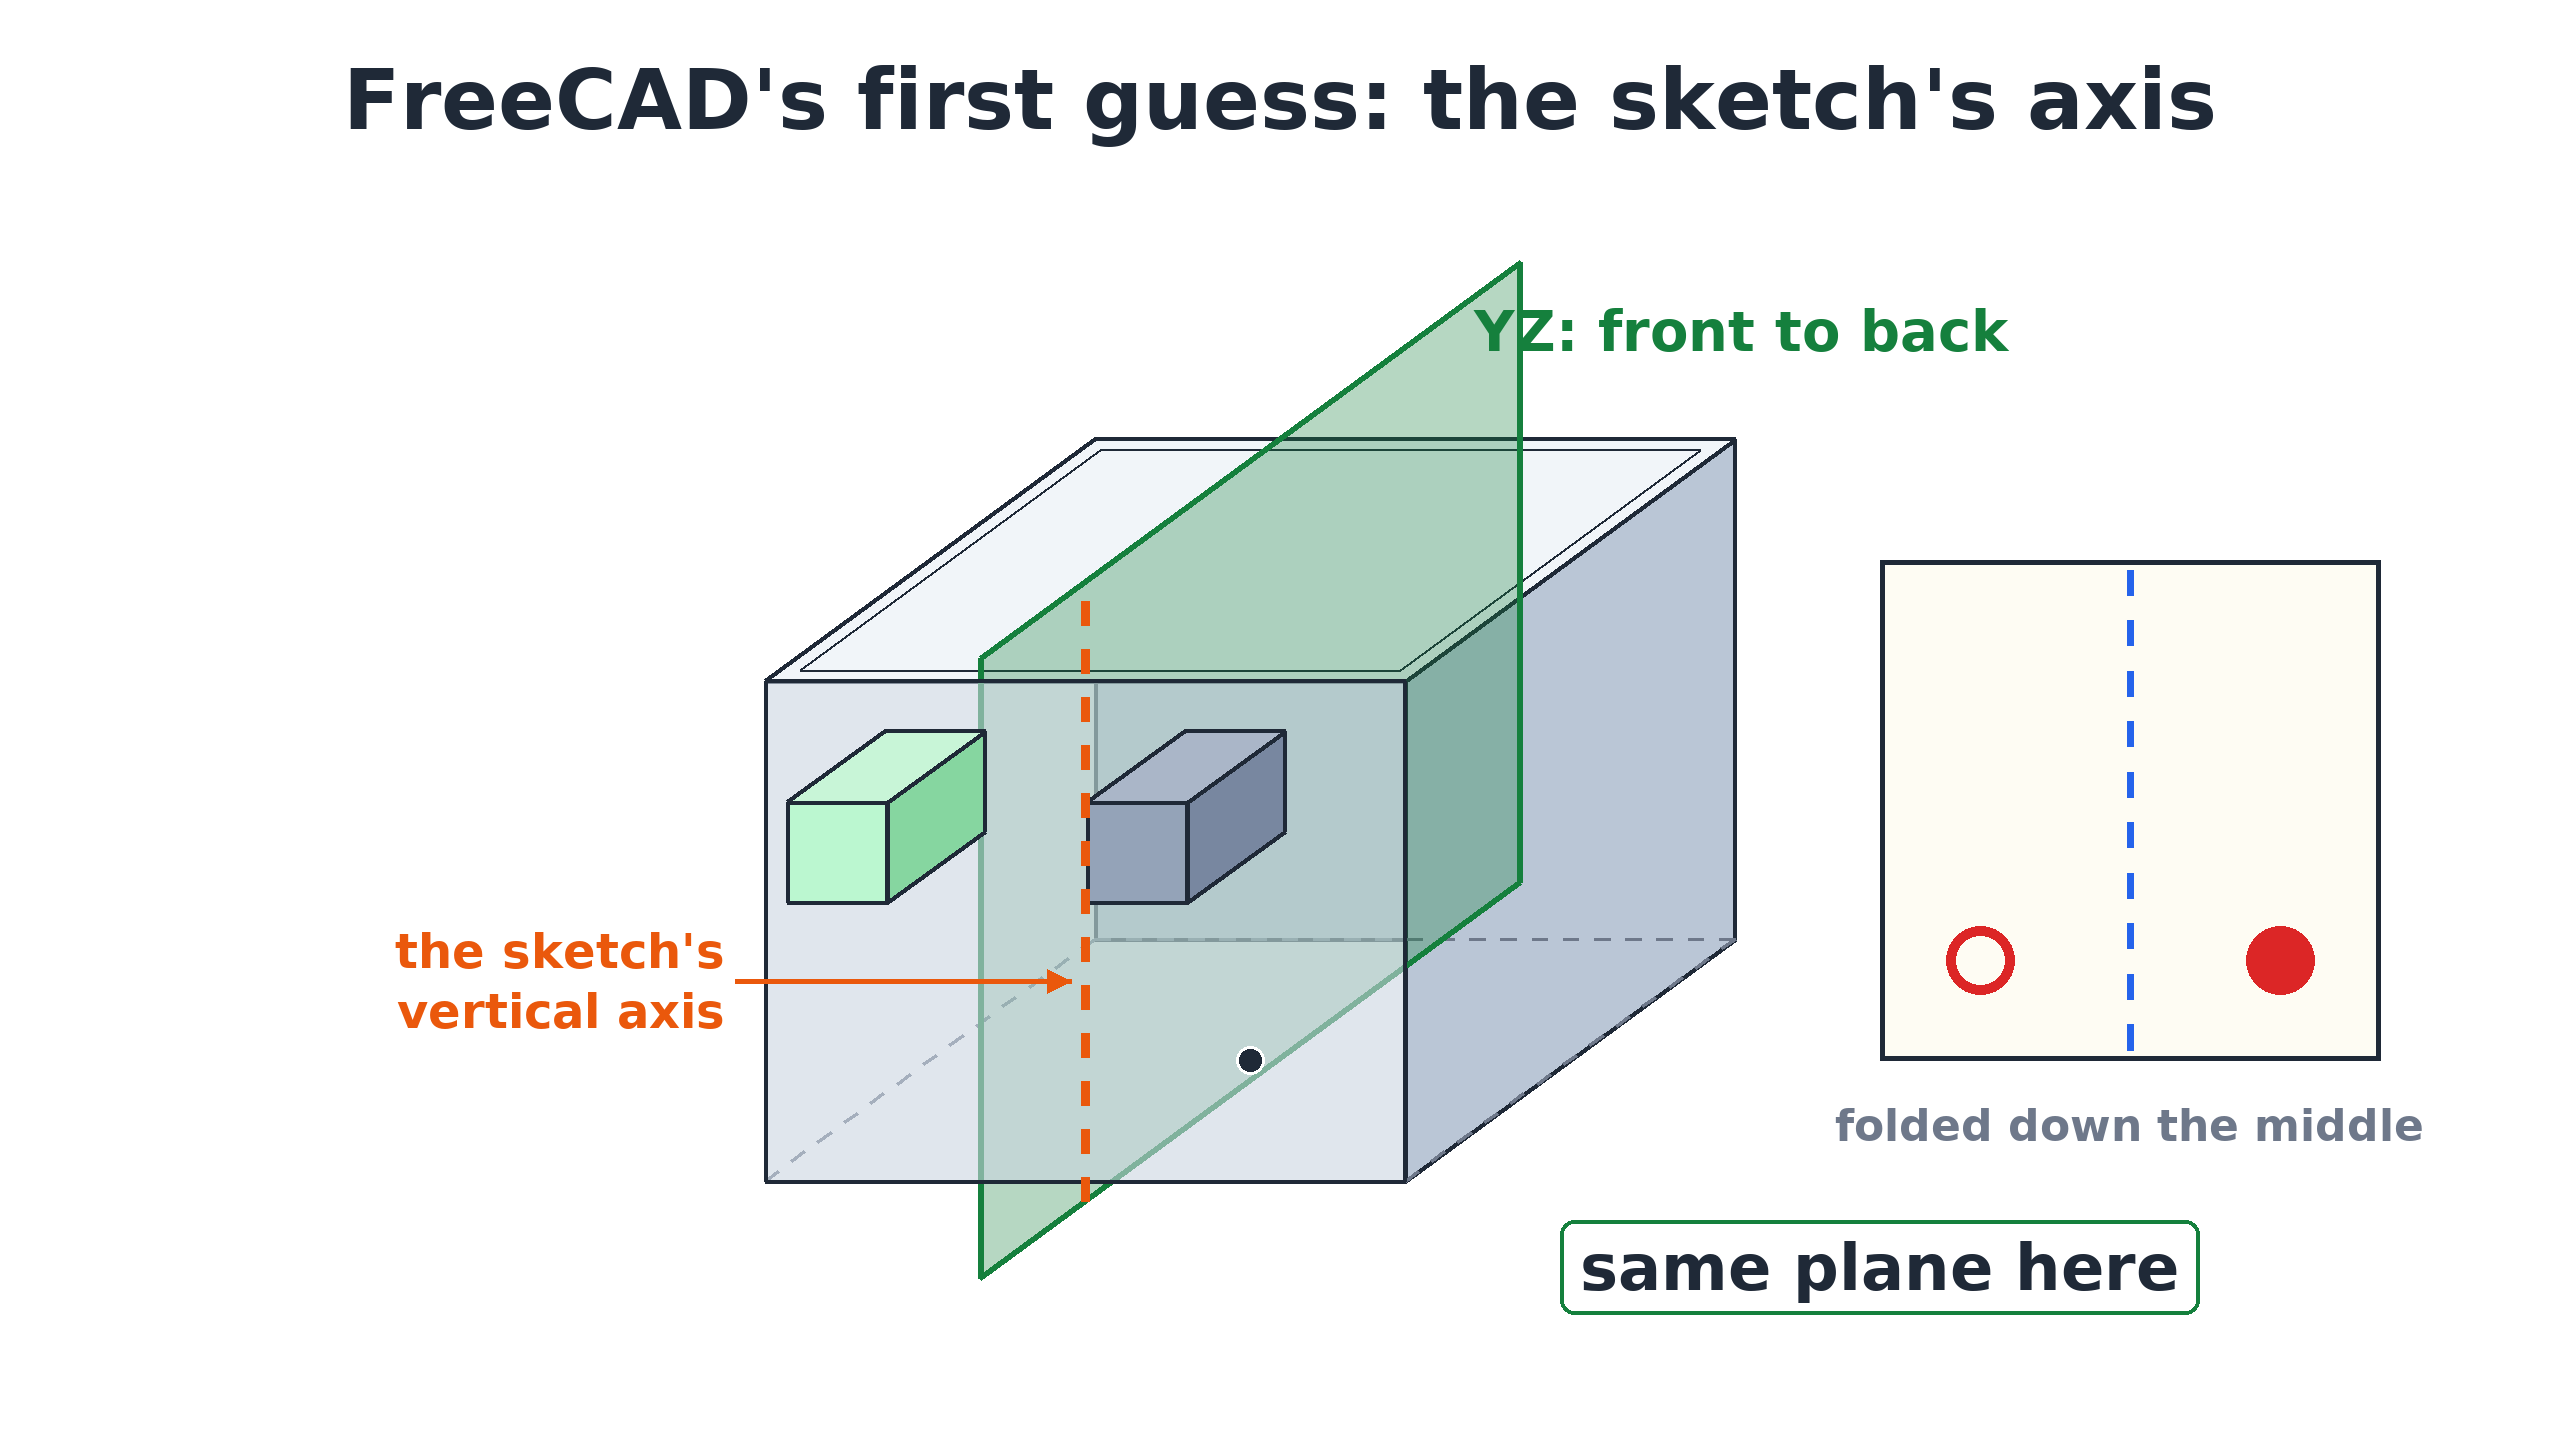 FreeCAD's first guess: the sketch's axis
YZ: front to back
the sketch's
vertical axis
folded down the middle
same plane here